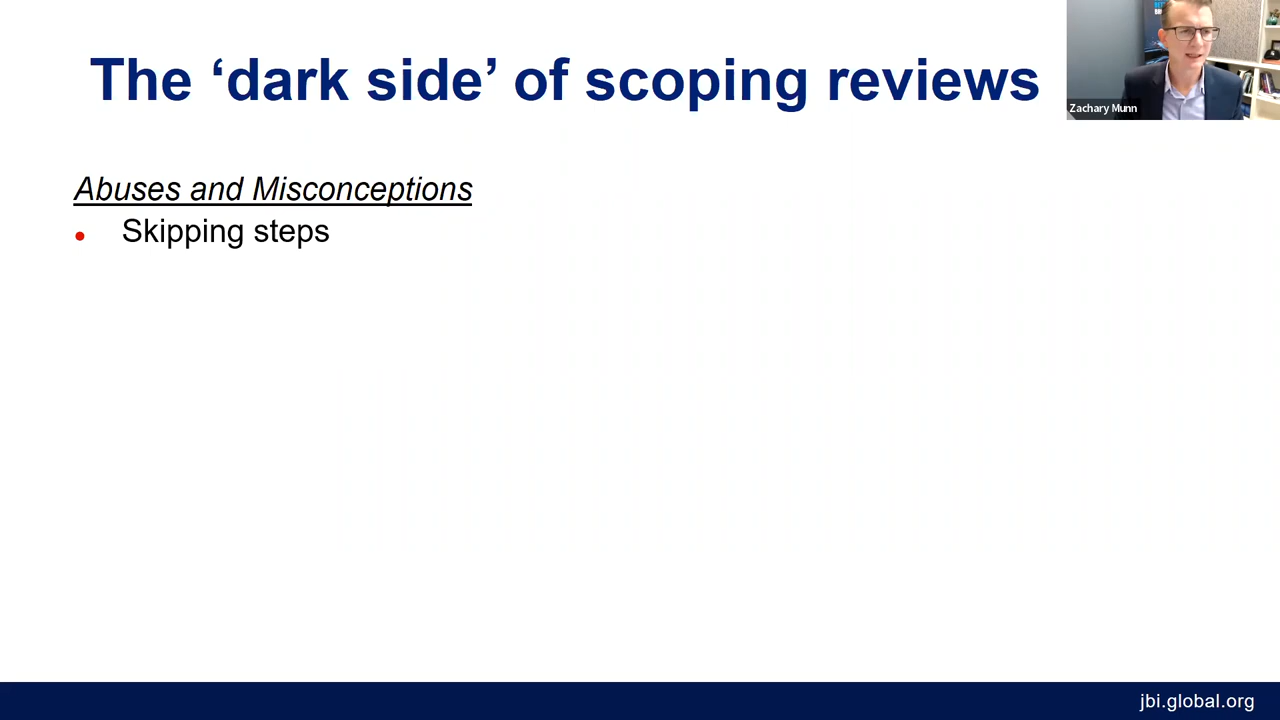 The ‘dark side’ of scoping reviews
Zachary Munn
Abuses and Misconceptions
• Skipping steps
jbi.global.org